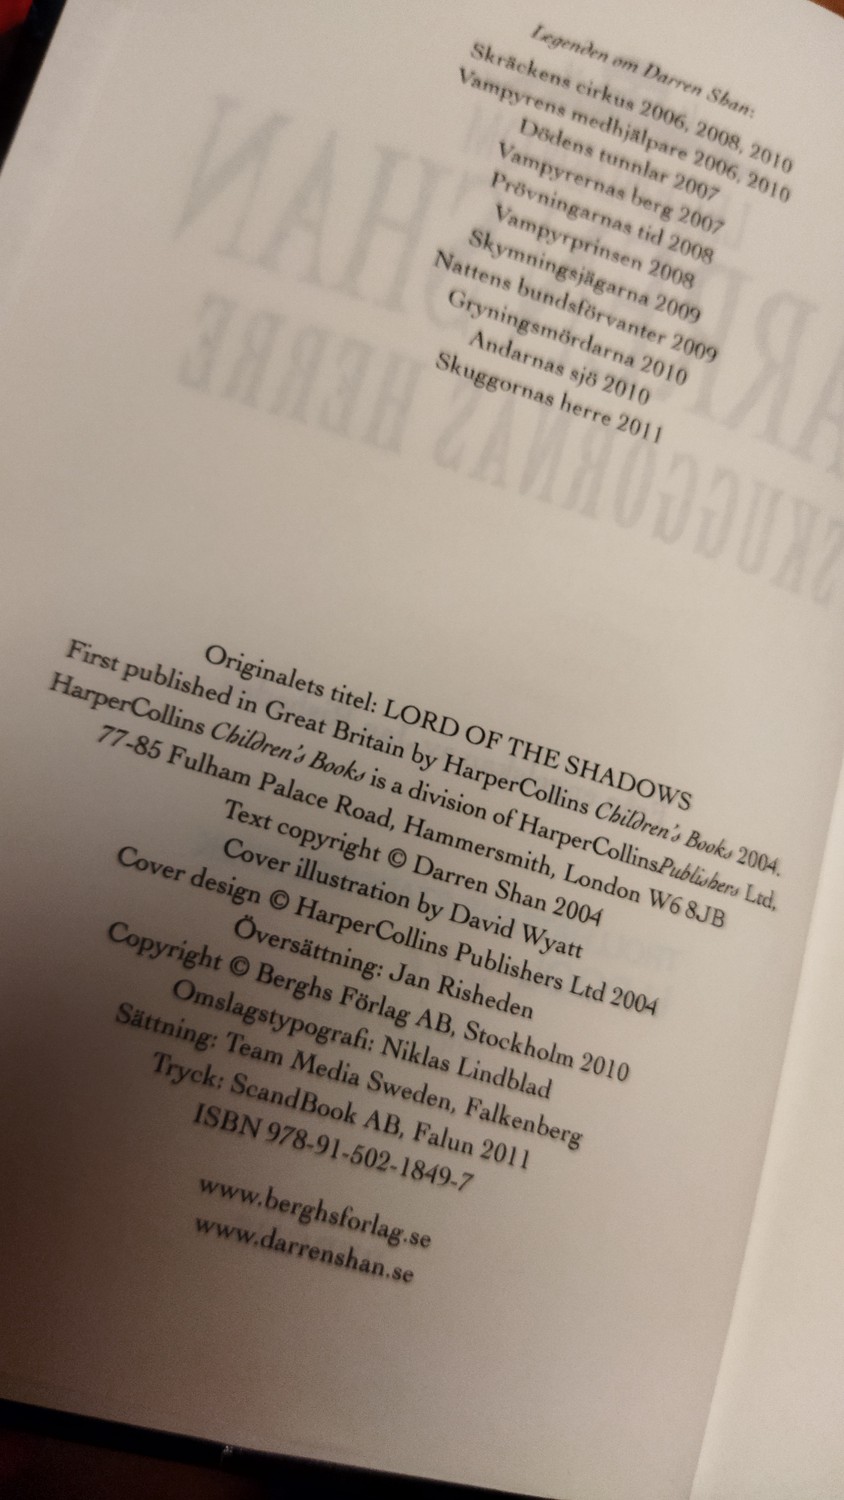 Legenden om Darren Shan:
Skräckens cirkus 2006, 2008, 2010
Vampyrens medhjälpare 2006, 2010
Dödens tunnlar 2007
Vampyrernas berg 2007
Prövningarnas tid 2008
Vampyrprinsen 2008
Skymningsjägarna 2009
Nattens bundsförvanter 2009
Gryningsmördarna 2010
Andarnas sjö 2010
Skuggornas herre 2011
Originalets titel: LORD OF THE SHADOWS
First published in Great Britain by HarperCollins Children's Books 2004.
HarperCollins Children's Books is a division of HarperCollinsPublishers Ltd,
77-85 Fulham Palace Road, Hammersmith, London W6 8JB
Text copyright © Darren Shan 2004
Cover illustration by David Wyatt
Cover design © HarperCollins Publishers Ltd 2004
Översättning: Jan Risheden
Copyright © Berghs Förlag AB, Stockholm 2010
Omslagstypografi: Niklas Lindblad
Sättning: Team Media Sweden, Falkenberg
Tryck: ScandBook AB, Falun 2011
ISBN 978-91-502-1849-7
www.berghsforlag.se
www.darrenshan.se